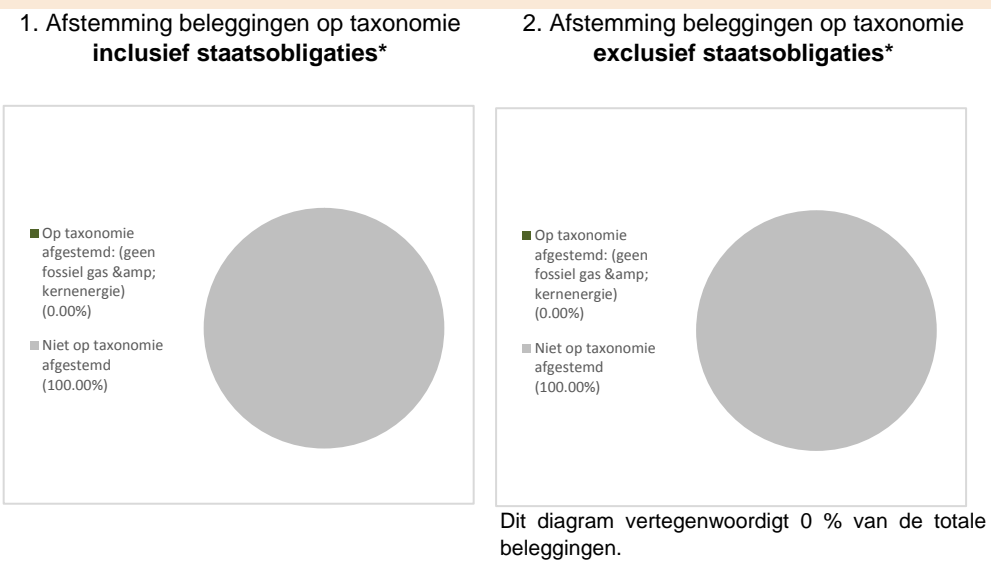 1. Afstemming beleggingen op taxonomie
inclusief staatsobligaties*
Op taxonomie
afgestemd: (geen
fossiel gas &amp;
kernenergie)
(0.00%)
Niet op taxonomie
afgestemd
(100.00%)
2. Afstemming beleggingen op taxonomie
exclusief staatsobligaties*
Op taxonomie
afgestemd: (geen
fossiel gas &amp;
kernenergie)
(0.00%)
Niet op taxonomie
afgestemd
(100.00%)
Dit diagram vertegenwoordigt 0 % van de totale
beleggingen.